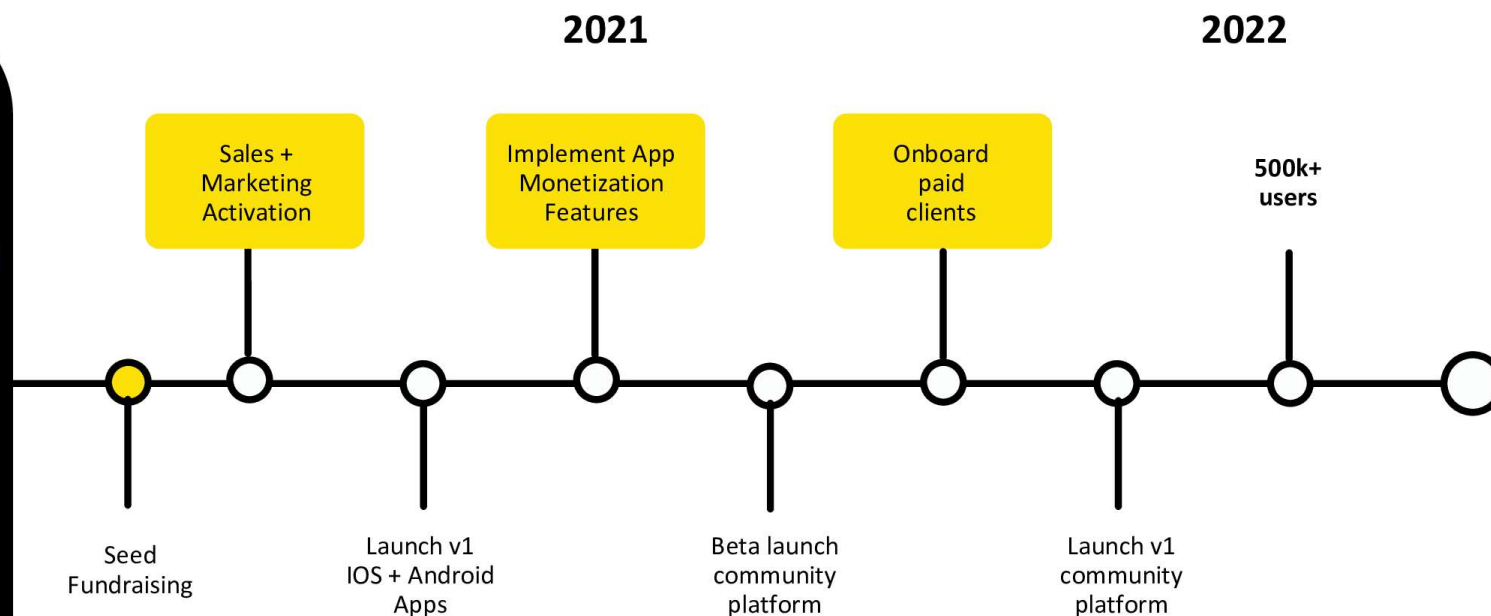 2021
2022
Sales +
Marketing
Activation
Implement App
Monetization
Features
Onboard
paid
clients
500k+
users
Seed
Fundraising
Launch v1
IOS + Android
Apps
Beta launch
community
platform
Launch v1
community
platform